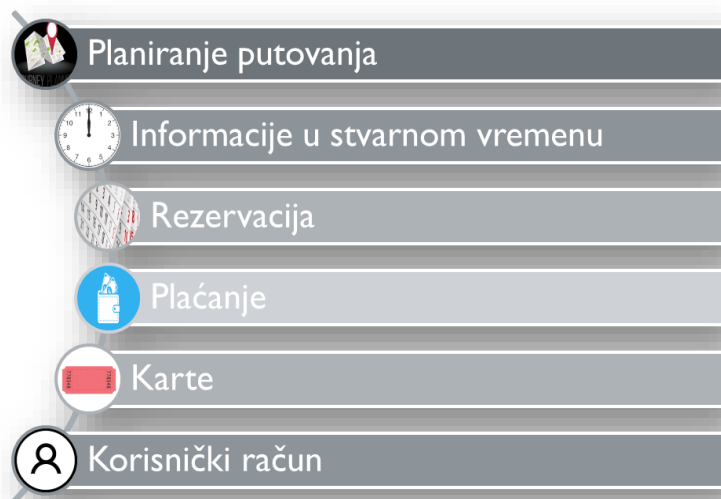 Planiranje putovanja
Informacije u stvarnom vremenu
Rezervacija
Plaćanje
Karte
Korisnički račun